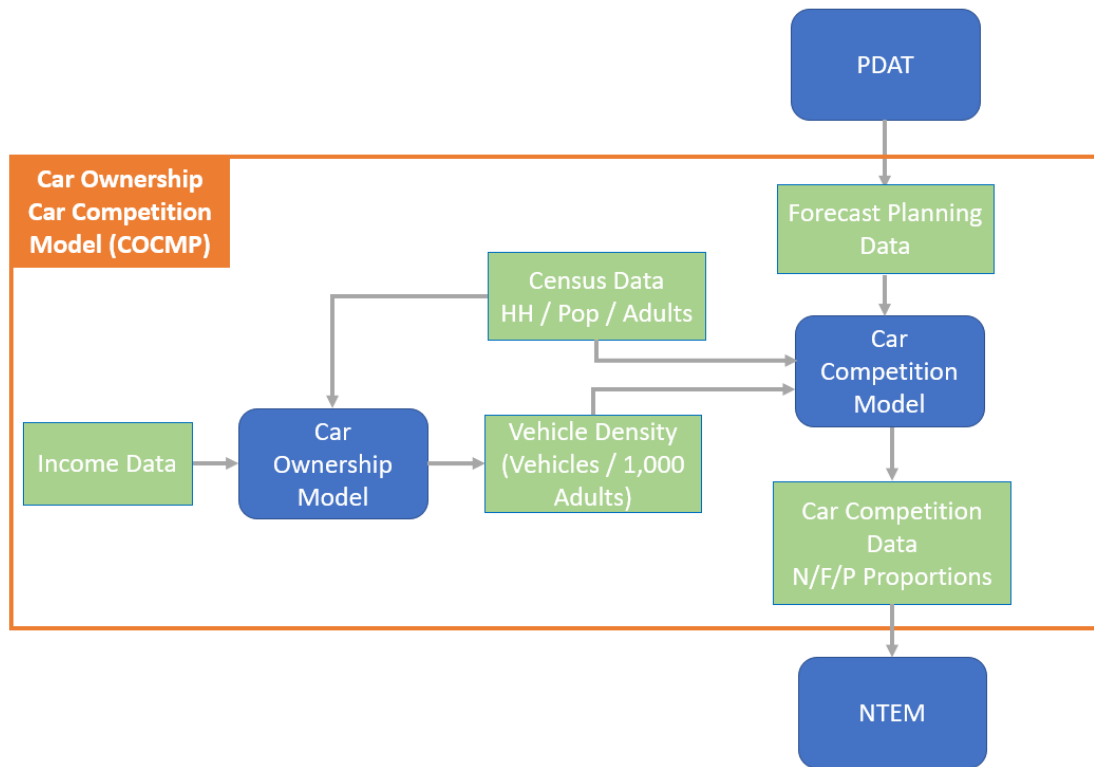 PDAT
Car Ownership
Car Competition
Model (COCMP)
Forecast Planning
Data
Census Data
HH / Pop / Adults
Car
Competition
Model
Income Data
Car
Ownership
Model
Vehicle Density
(Vehicles / 1,000
Adults)
Car Competition
Data
N/F/P Proportions
NTEM